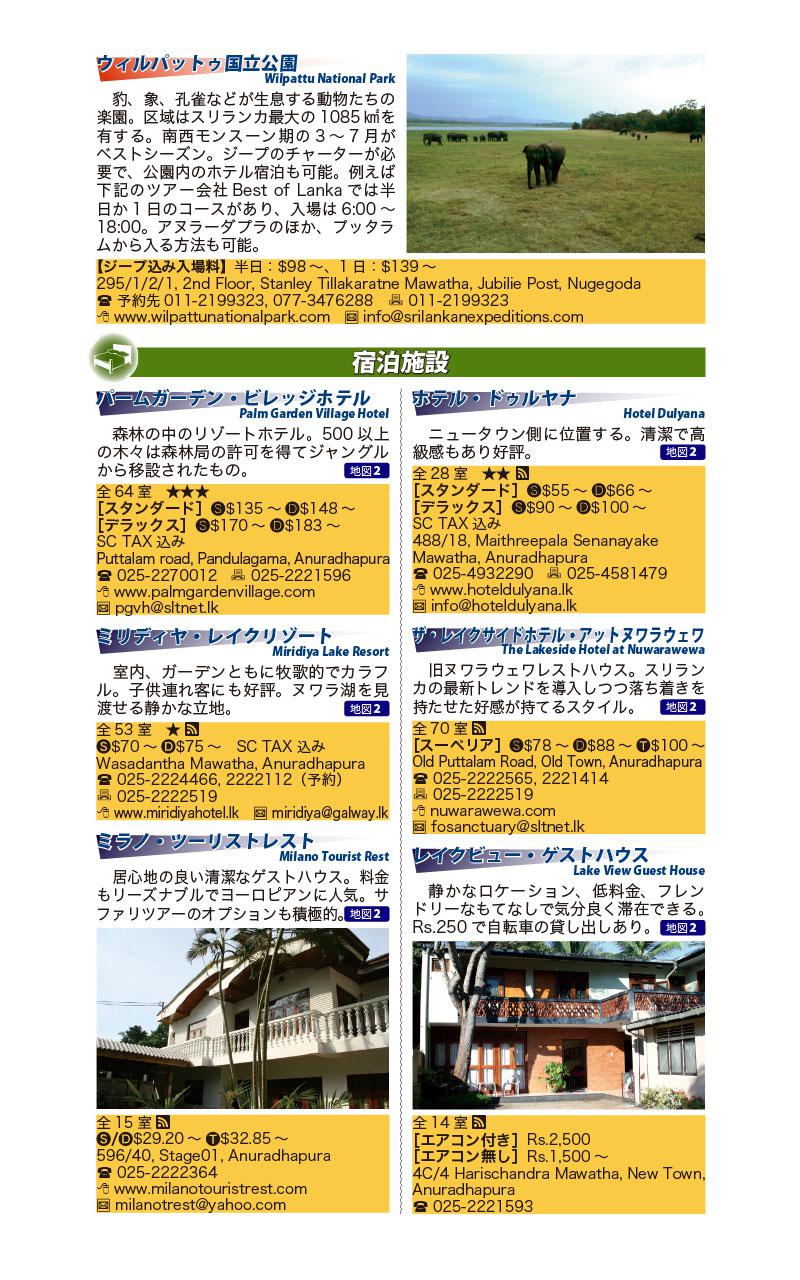 ウィルパットゥ国立公園
Wilpattu National Park
豹、象、孔雀などが生息する動物たちの
楽園。区域はスリランカ最大の 1085 ㎢を
有する。南西モンスーン期の 3 ～ 7 月が
ベストシーズン。ジープのチャーターが必
要で、公園内のホテル宿泊も可能。例えば
下記のツアー会社 Best of Lanka では半
日か 1 日のコースがあり、入場は 6:00 ～
18:00。アヌラーダプラのほか、プッタラ
ムから入る方法も可能。
【ジープ込み入場料】半日：$98 ～、1 日：$139 ～
295/1/2/1, 2nd Floor, Stanley Tillakaratne Mawatha, Jubilie Post, Nugegoda
☎ 予約先 011-2199323, 077-3476288 011-2199323
www.wilpattunationalpark.com info@srilankanexpeditions.com
宿泊施設
パームガーデン・ビレッジホテル
Palm Garden Village Hotel
森林の中のリゾートホテル。500 以上
の木々は森林局の許可を得てジャングル
から移設されたもの。 地図2
全 64 室 ★★★
［スタンダード］Ⓢ$135 ～ Ⓓ$148 ～
［デラックス］Ⓢ$170 ～ Ⓓ$183 ～
SC TAX 込み
Puttalam road, Pandulagama, Anuradhapura
☎ 025-2270012 025-2221596
www.palmgardenvillage.com
pgvh@sltnet.lk
ミリディヤ・レイクリゾート
Miridiya Lake Resort
室内、ガーデンともに牧歌的でカラフ
ル。子供連れ客にも好評。ヌワラ湖を見
渡せる静かな立地。 地図2
全 53 室 ★
Ⓢ$70 ～ Ⓓ$75 ～ SC TAX 込み
Wasadantha Mawatha, Anuradhapura
☎ 025-2224466, 2222112（予約）
025-2222519
www.miridiyahotel.lk miridiya@galway.lk
ミラノ・ツーリストレスト
Milano Tourist Rest
居心地の良い清潔なゲストハウス。料金
もリーズナブルでヨーロピアンに人気。サ
ファリツアーのオプションも積極的。 地図2
全 15 室
Ⓢ/Ⓓ$29.20 ～ Ⓣ$32.85 ～
596/40, Stage01, Anuradhapura
☎ 025-2222364
www.milanotouristrest.com
milanotrest@yahoo.com
ホテル・ドゥルヤナ
Hotel Dulyana
ニュータウン側に位置する。清潔で高
級感もあり好評。 地図2
全 28 室 ★★
［スタンダード］Ⓢ$55 ～ Ⓓ$66 ～
［デラックス］Ⓢ$90 ～ Ⓓ$100 ～
SC TAX 込み
488/18, Maithreepala Senanayake
Mawatha, Anuradhapura
☎ 025-4932290 025-4581479
www.hoteldulyana.lk
info@hoteldulyana.lk
ザ・レイクサイドホテル・アットヌワラウェワ
The Lakeside Hotel at Nuwarawewa
旧ヌワラウェワレストハウス。スリラン
カの最新トレンドを導入しつつ落ち着きを
持たせた好感が持てるスタイル。 地図2
全 70 室
［スーペリア］Ⓢ$78 ～ Ⓓ$88 ～ Ⓣ$100 ～
Old Puttalam Road, Old Town, Anuradhapura
☎ 025-2222565, 2221414
025-2222519
nuwarawewa.com
fosanctuary@sltnet.lk
レイクビュー・ゲストハウス
Lake View Guest House
静かなロケーション、低料金、フレン
ドリーなもてなしで気分良く滞在できる。
Rs.250 で自転車の貸し出しあり。 地図2
全 14 室
［エアコン付き］Rs.2,500
［エアコン無し］Rs.1,500 ～
4C/4 Harischandra Mawatha, New Town,
Anuradhapura
☎ 025-2221593